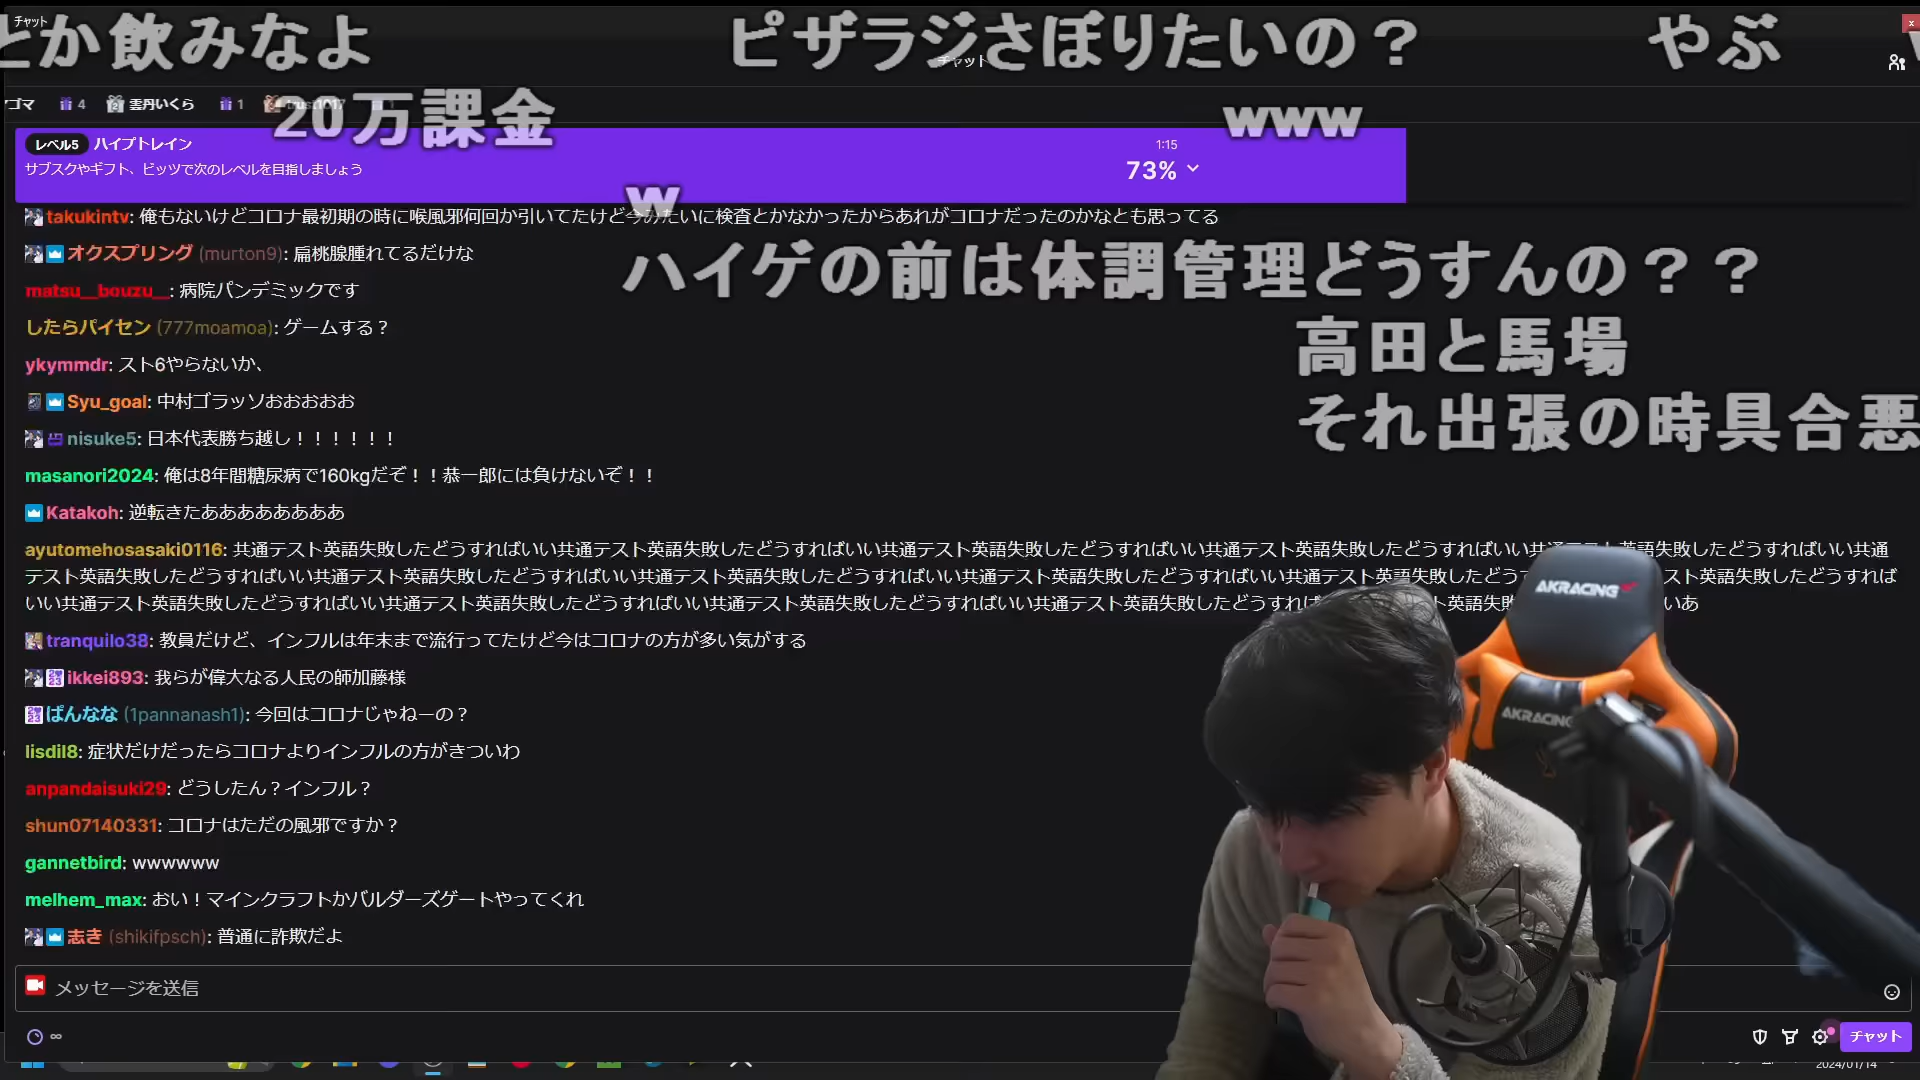 チャット
とか飲みなよ
ピザラジさぼりたいの？
やぶ
チャット
ゴマ 4 雲丹いくら 1
20万課金
www
レベル5 ハイプトレイン
サブスクやギフト、ビッツで次のレベルを目指しましょう
1:15
73%
w
takukintv: 俺もないけどコロナ最初期の時に喉風邪何回か引いてたけど今みたいに検査とかなかったからあれがコロナだったのかなとも思ってる
オクスプリング (murton9): 扁桃腺腫れてるだけな
ハイゲの前は体調管理どうすんの？？
matsu__bouzu__: 病院パンデミックです
したらパイセン (777moamoa): ゲームする？
高田と馬場
ykymmdr: スト6やらないか、
Syu_goal: 中村ゴラッソおおおおお
それ出張の時具合悪
nisuke5: 日本代表勝ち越し！！！！！！
masanori2024: 俺は8年間糖尿病で160kgだぞ！！恭一郎には負けないぞ！！
Katakoh: 逆転きたああああああああ
ayutomehosasaki0116: 共通テスト英語失敗したどうすればいい共通テスト英語失敗したどうすればいい共通テスト英語失敗したどうすればいい共通テスト英語失敗したどうすればいい共通テスト英語失敗したどうすればいい共通
テスト英語失敗したどうすればいい共通テスト英語失敗したどうすればいい共通テスト英語失敗したどうすればいい共通テスト英語失敗したどうすればいい共通テスト英語失敗したどう スト英語失敗したどうすれば
いい共通テスト英語失敗したどうすればいい共通テスト英語失敗したどうすればいい共通テスト英語失敗したどうすればいい共通テスト英語失敗したどうすれば ト英語失敗 いあ
tranquilo38: 教員だけど、インフルは年末まで流行ってたけど今はコロナの方が多い気がする
ikkei893: 我らが偉大なる人民の師加藤様
ぱんなな (1pannanash1): 今回はコロナじゃねーの？
lisdil8: 症状だけだったらコロナよりインフルの方がきついわ
anpandaisuki29: どうしたん？インフル？
shun07140331: コロナはただの風邪ですか？
gannetbird: wwwwww
melhem_max: おい！マインクラフトかバルダーズゲートやってくれ
志き (shikifpsch): 普通に詐欺だよ
AKRACING
AKRACING
メッセージを送信
チャット
2024/01/14